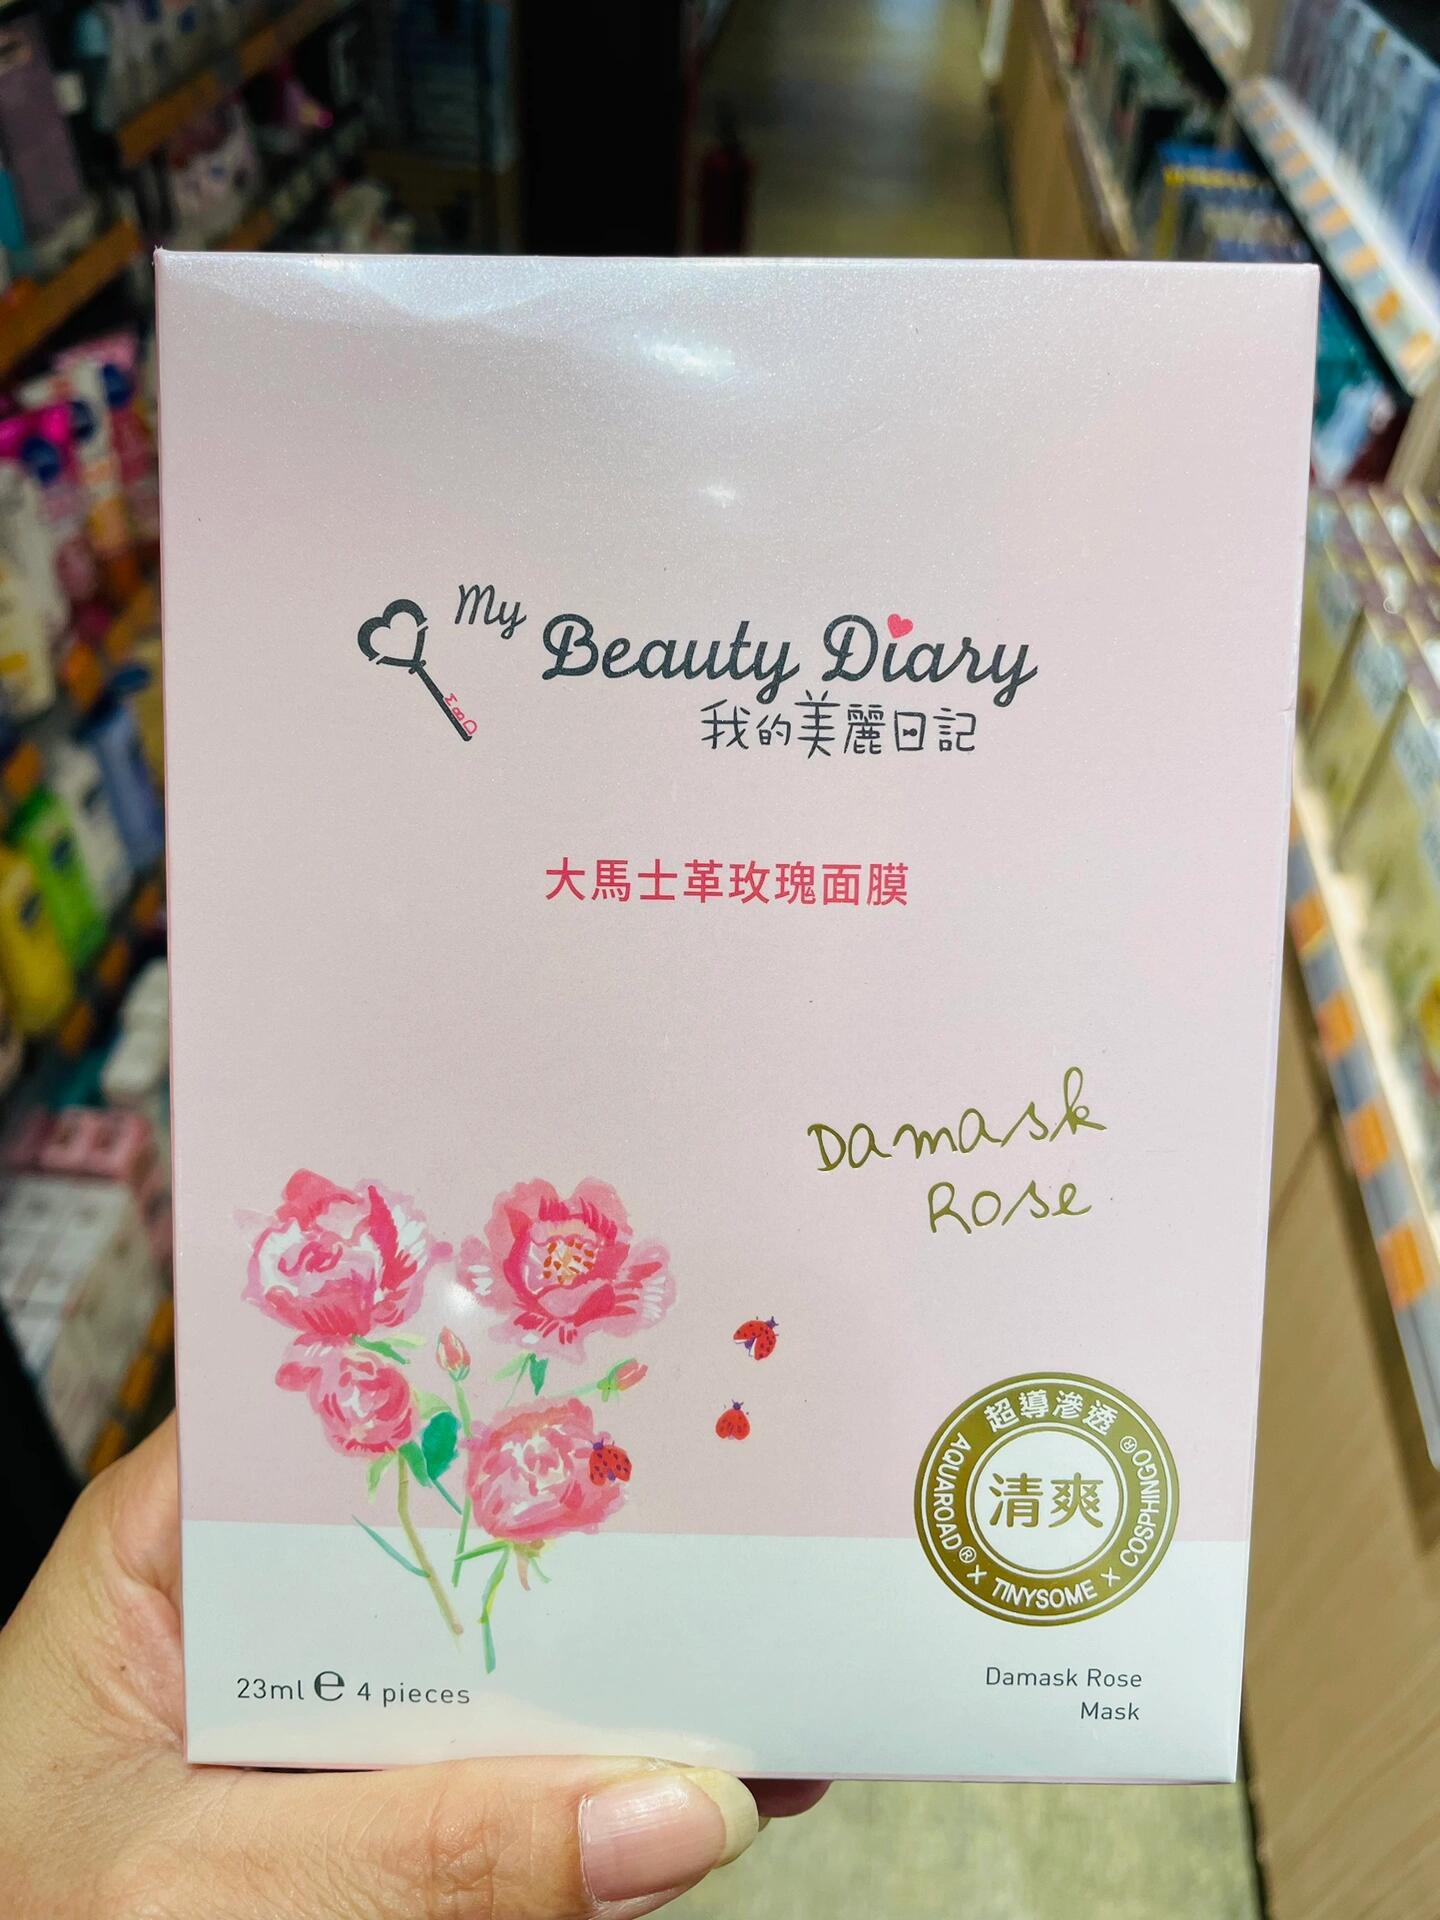 My Beauty Diary
我的美麗日記
大馬士革玫瑰面膜
Damask
Rose
超導滲透
清爽
AQUAROAD® × TINYSOME × COSPHINGO®
23ml ℮ 4 pieces
Damask Rose
Mask